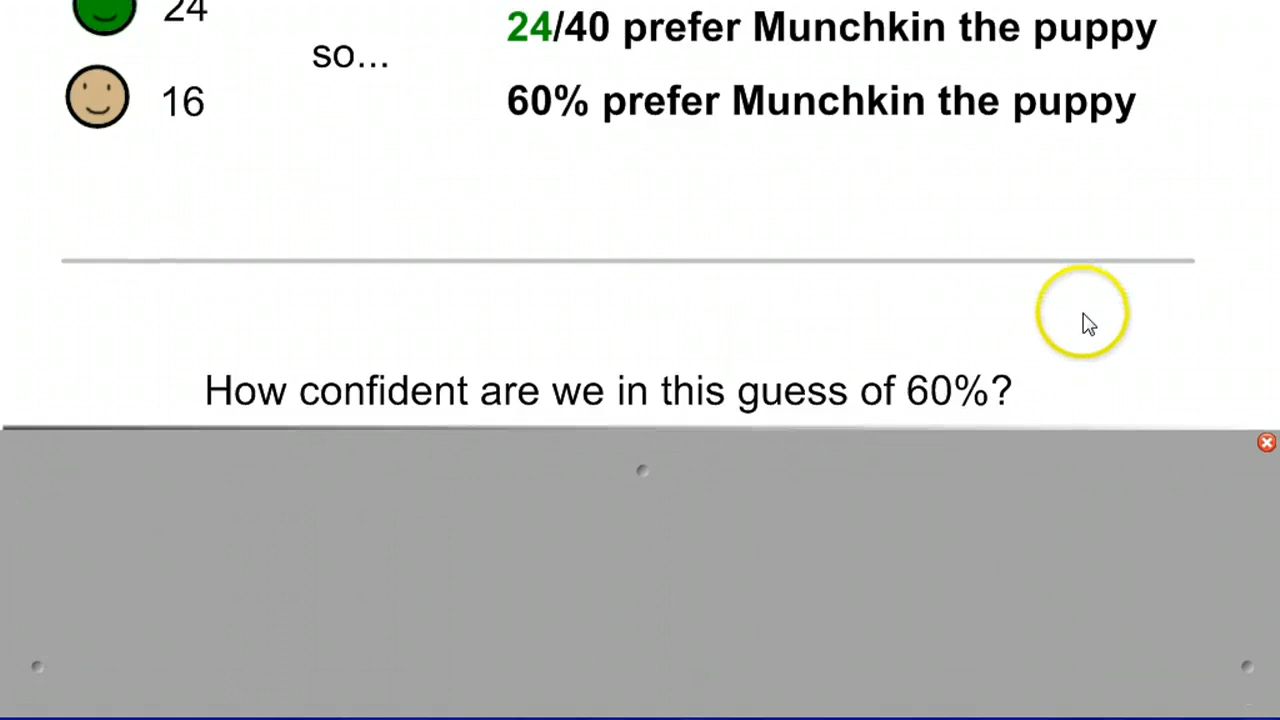 24
24/40 prefer Munchkin the puppy
so...
16
60% prefer Munchkin the puppy
How confident are we in this guess of 60%?